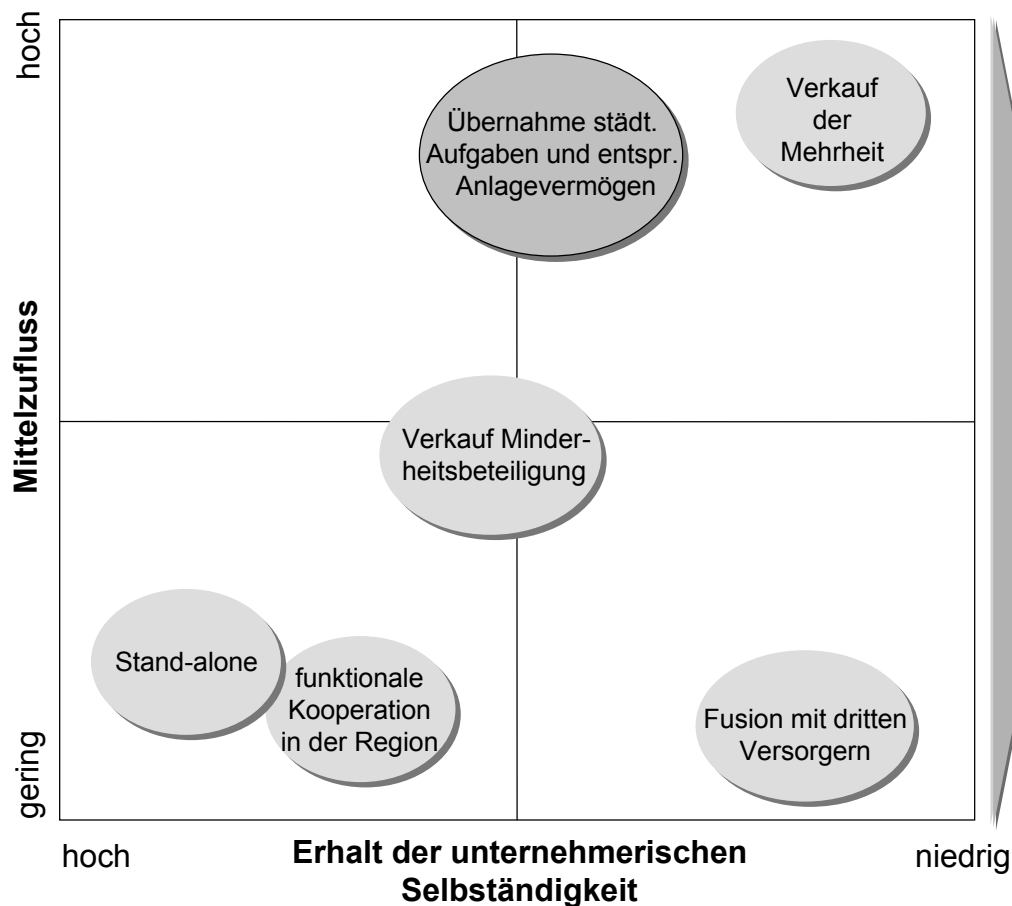 hoch
Übernahme städt.
Aufgaben und entspr.
Anlagevermögen
Verkauf
der
Mehrheit
Mittelzufluss
Verkauf Minder-
heitsbeteiligung
Stand-alone
funktionale
Kooperation
in der Region
Fusion mit dritten
Versorgern
gering
hoch
Erhalt der unternehmerischen
Selbständigkeit
niedrig